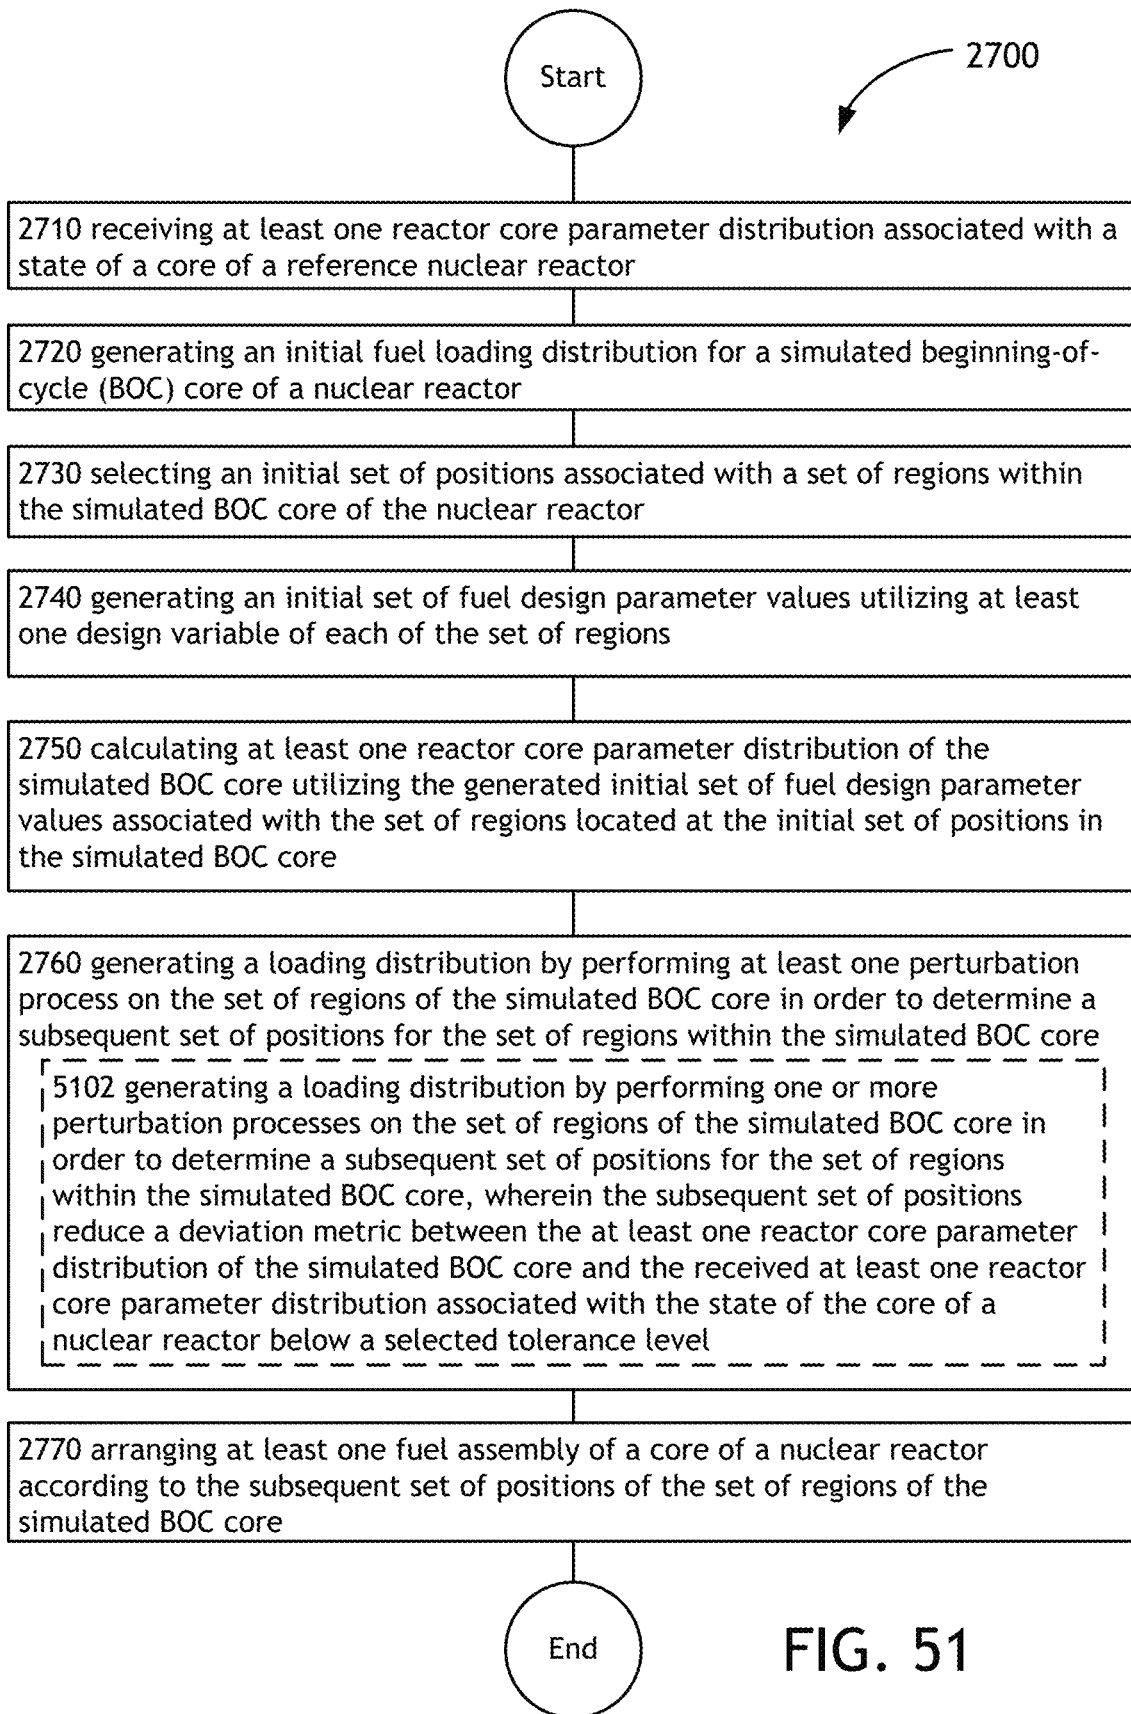 Start
2700
2710 receiving at least one reactor core parameter distribution associated with a
state of a core of a reference nuclear reactor
2720 generating an initial fuel loading distribution for a simulated beginning-of-
cycle (BOC) core of a nuclear reactor
2730 selecting an initial set of positions associated with a set of regions within
the simulated BOC core of the nuclear reactor
2740 generating an initial set of fuel design parameter values utilizing at least
one design variable of each of the set of regions
2750 calculating at least one reactor core parameter distribution of the
simulated BOC core utilizing the generated initial set of fuel design parameter
values associated with the set of regions located at the initial set of positions in
the simulated BOC core
2760 generating a loading distribution by performing at least one perturbation
process on the set of regions of the simulated BOC core in order to determine a
subsequent set of positions for the set of regions within the simulated BOC core
5102 generating a loading distribution by performing one or more
perturbation processes on the set of regions of the simulated BOC core in
order to determine a subsequent set of positions for the set of regions
within the simulated BOC core, wherein the subsequent set of positions
reduce a deviation metric between the at least one reactor core parameter
distribution of the simulated BOC core and the received at least one reactor
core parameter distribution associated with the state of the core of a
nuclear reactor below a selected tolerance level
2770 arranging at least one fuel assembly of a core of a nuclear reactor
according to the subsequent set of positions of the set of regions of the
simulated BOC core
End
FIG. 51